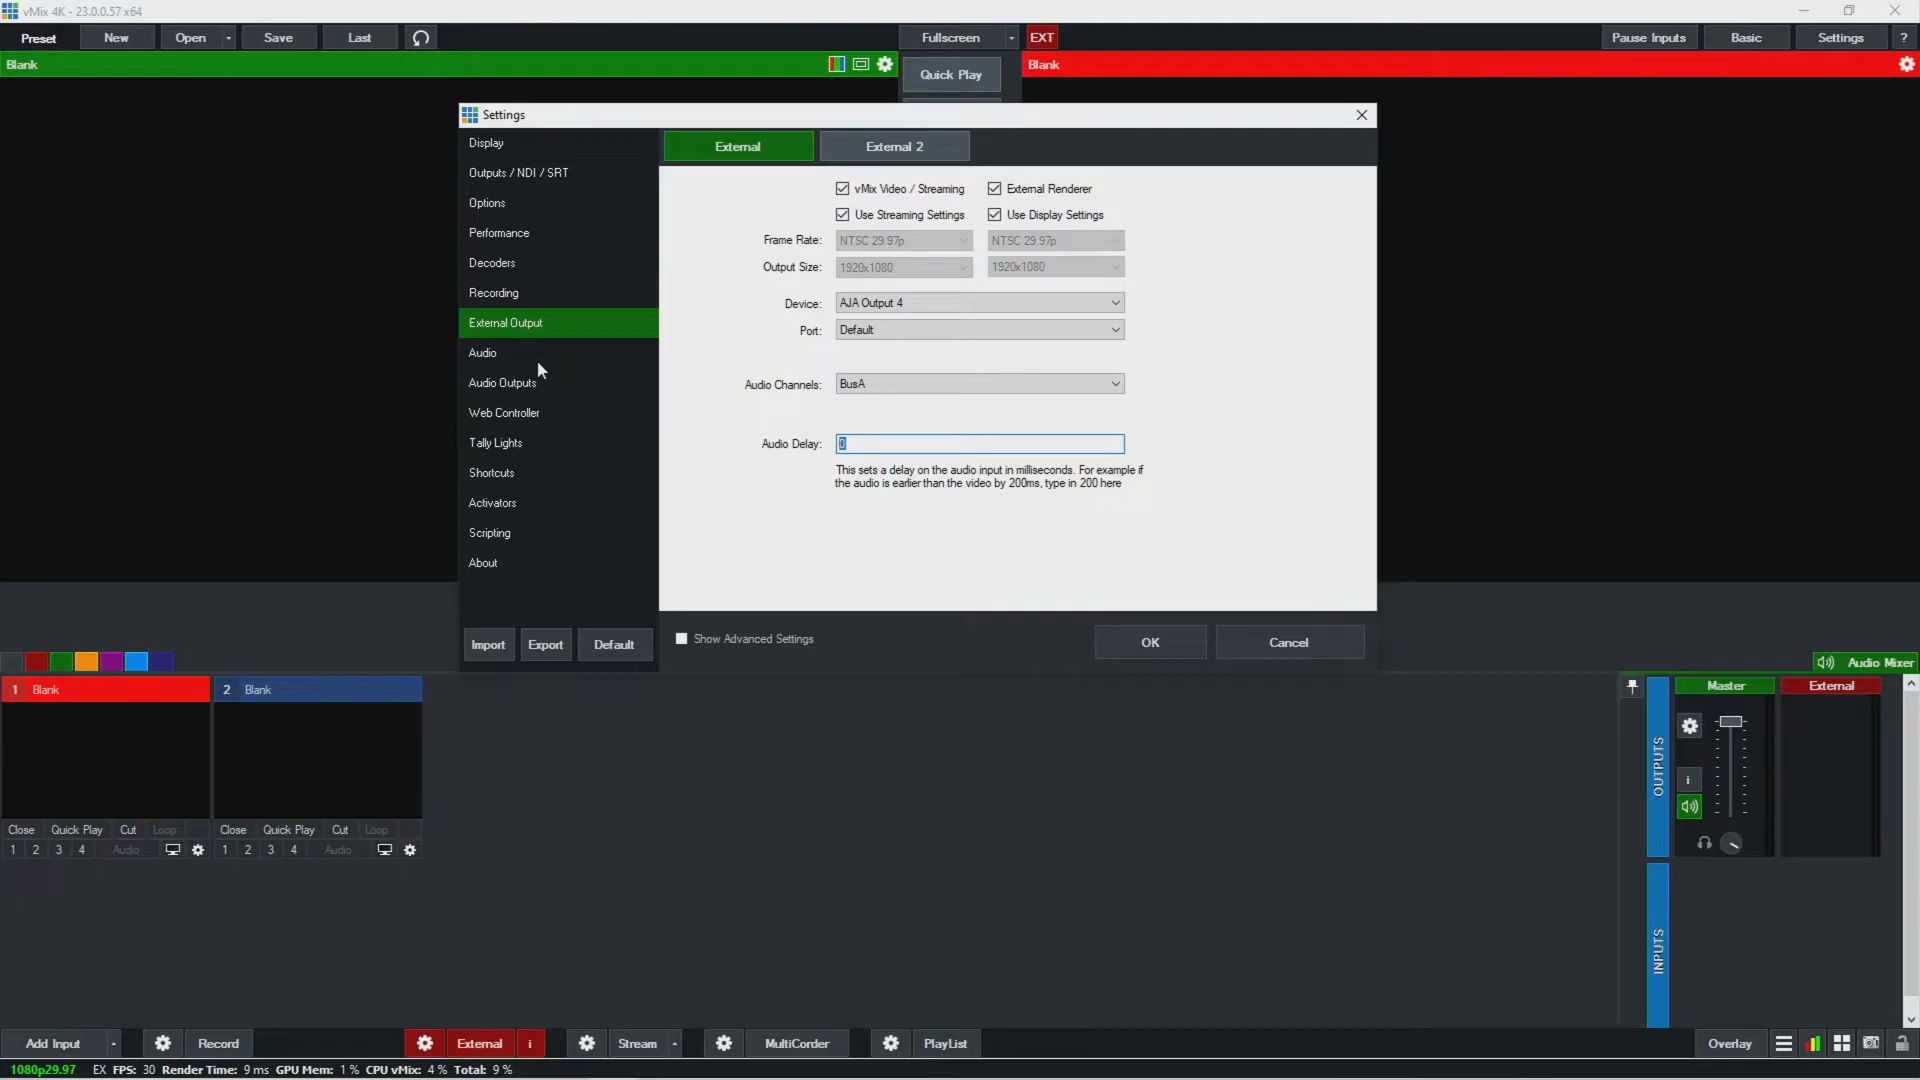 vMix 4K - 23.0.0.57 x64
Preset New Open Save Last Fullscreen EXT Pause Inputs Basic Settings ?
Blank
Quick Play
Blank
Settings
Display
Outputs / NDI / SRT
Options
Performance
Decoders
Recording
External Output
Audio
Audio Outputs
Web Controller
Tally Lights
Shortcuts
Activators
Scripting
About
Import Export Default
External External 2
vMix Video / Streaming External Renderer
Use Streaming Settings Use Display Settings
Frame Rate: NTSC 29.97p NTSC 29.97p
Output Size: 1920x1080 1920x1080
Device: AJA Output 4
Port: Default
Audio Channels: BusA
Audio Delay: 0
This sets a delay on the audio input in milliseconds. For example if
the audio is earlier than the video by 200ms, type in 200 here
Show Advanced Settings OK Cancel
Audio Mixer
1 Blank
Close Quick Play Cut Loop
1 2 3 4 Audio
2 Blank
Close Quick Play Cut Loop
1 2 3 4 Audio
OUTPUTS
Master External
i
INPUTS
Add Input Record External i Stream MultiCorder PlayList Overlay
1080p29.97 EX FPS: 30 Render Time: 9 ms GPU Mem: 1 % CPU vMix: 4 % Total: 9 %